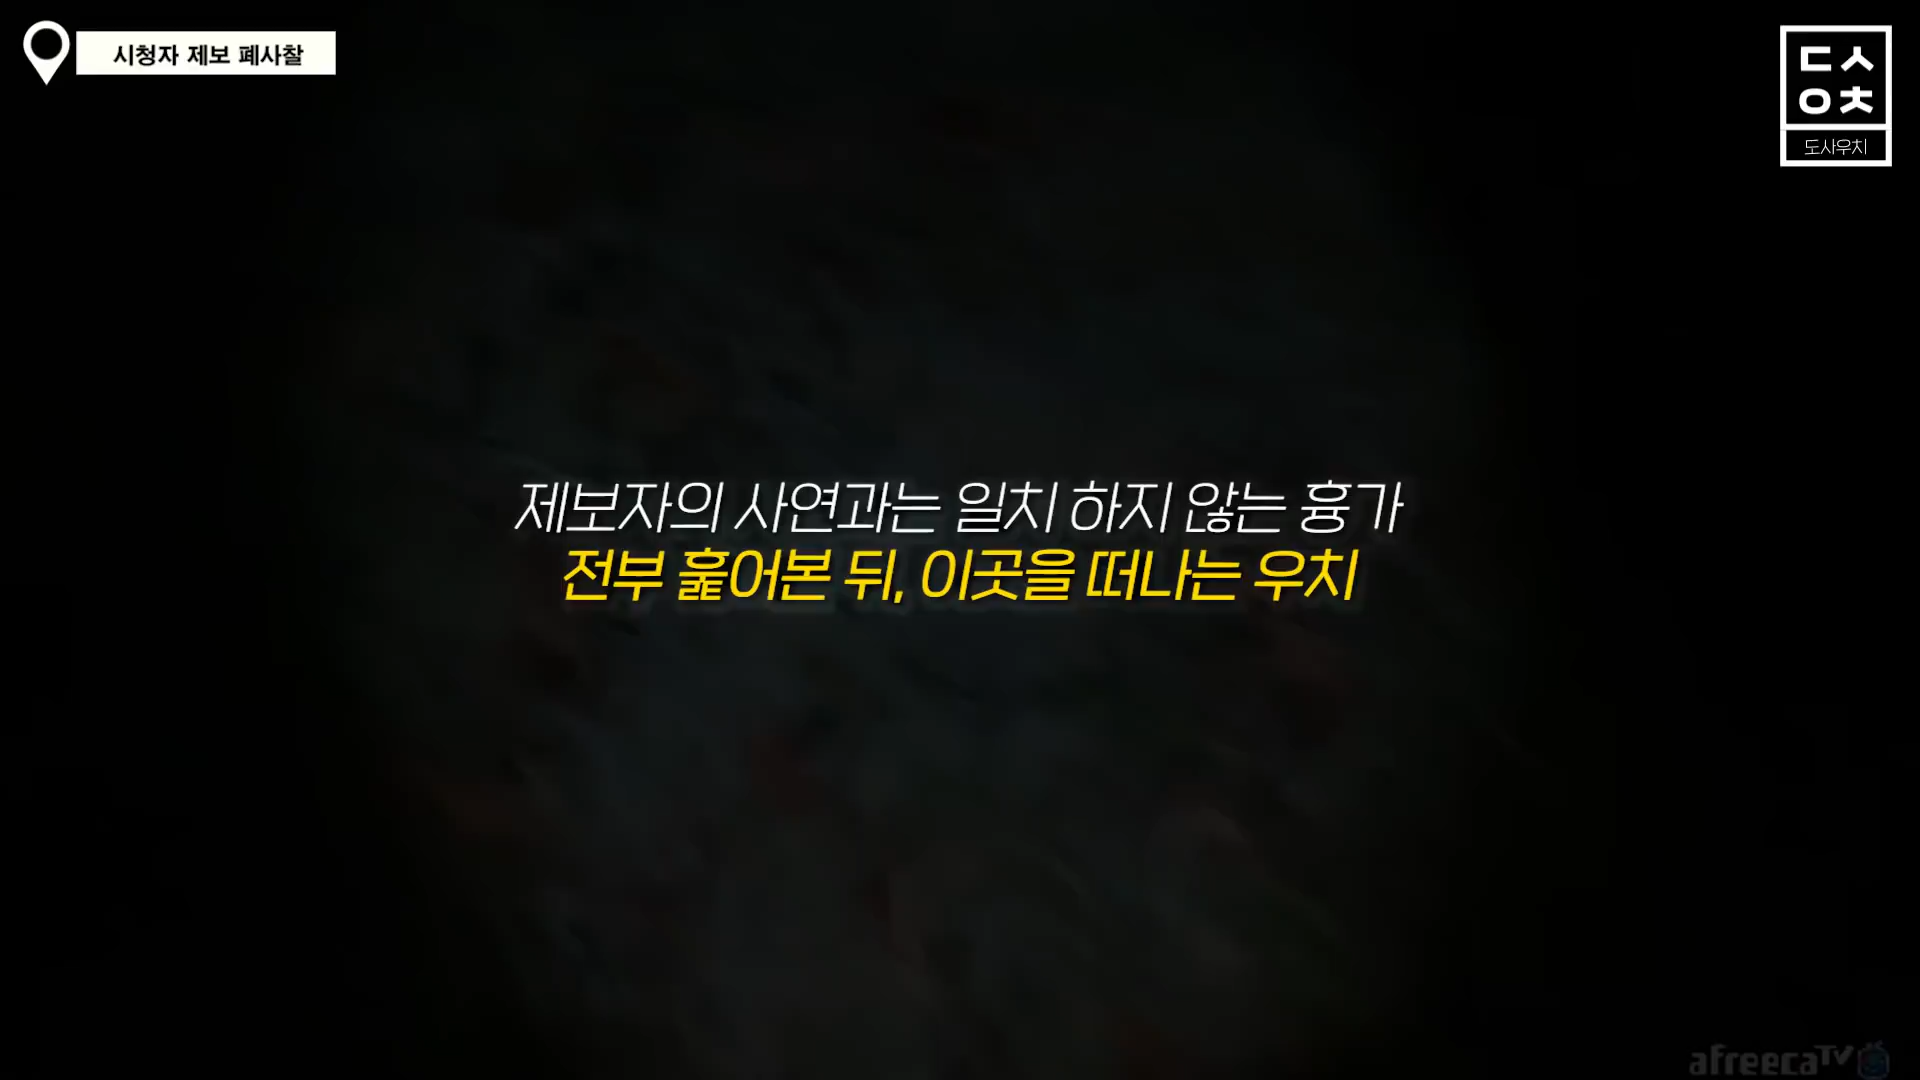 시청자 제보 폐사찰
ㄷㅅ
ㅇㅊ
도사우치
제보자의 사연과는 일치 하지 않는 흉가
전부 훑어본 뒤, 이곳을 떠나는 우치
afreecaTV